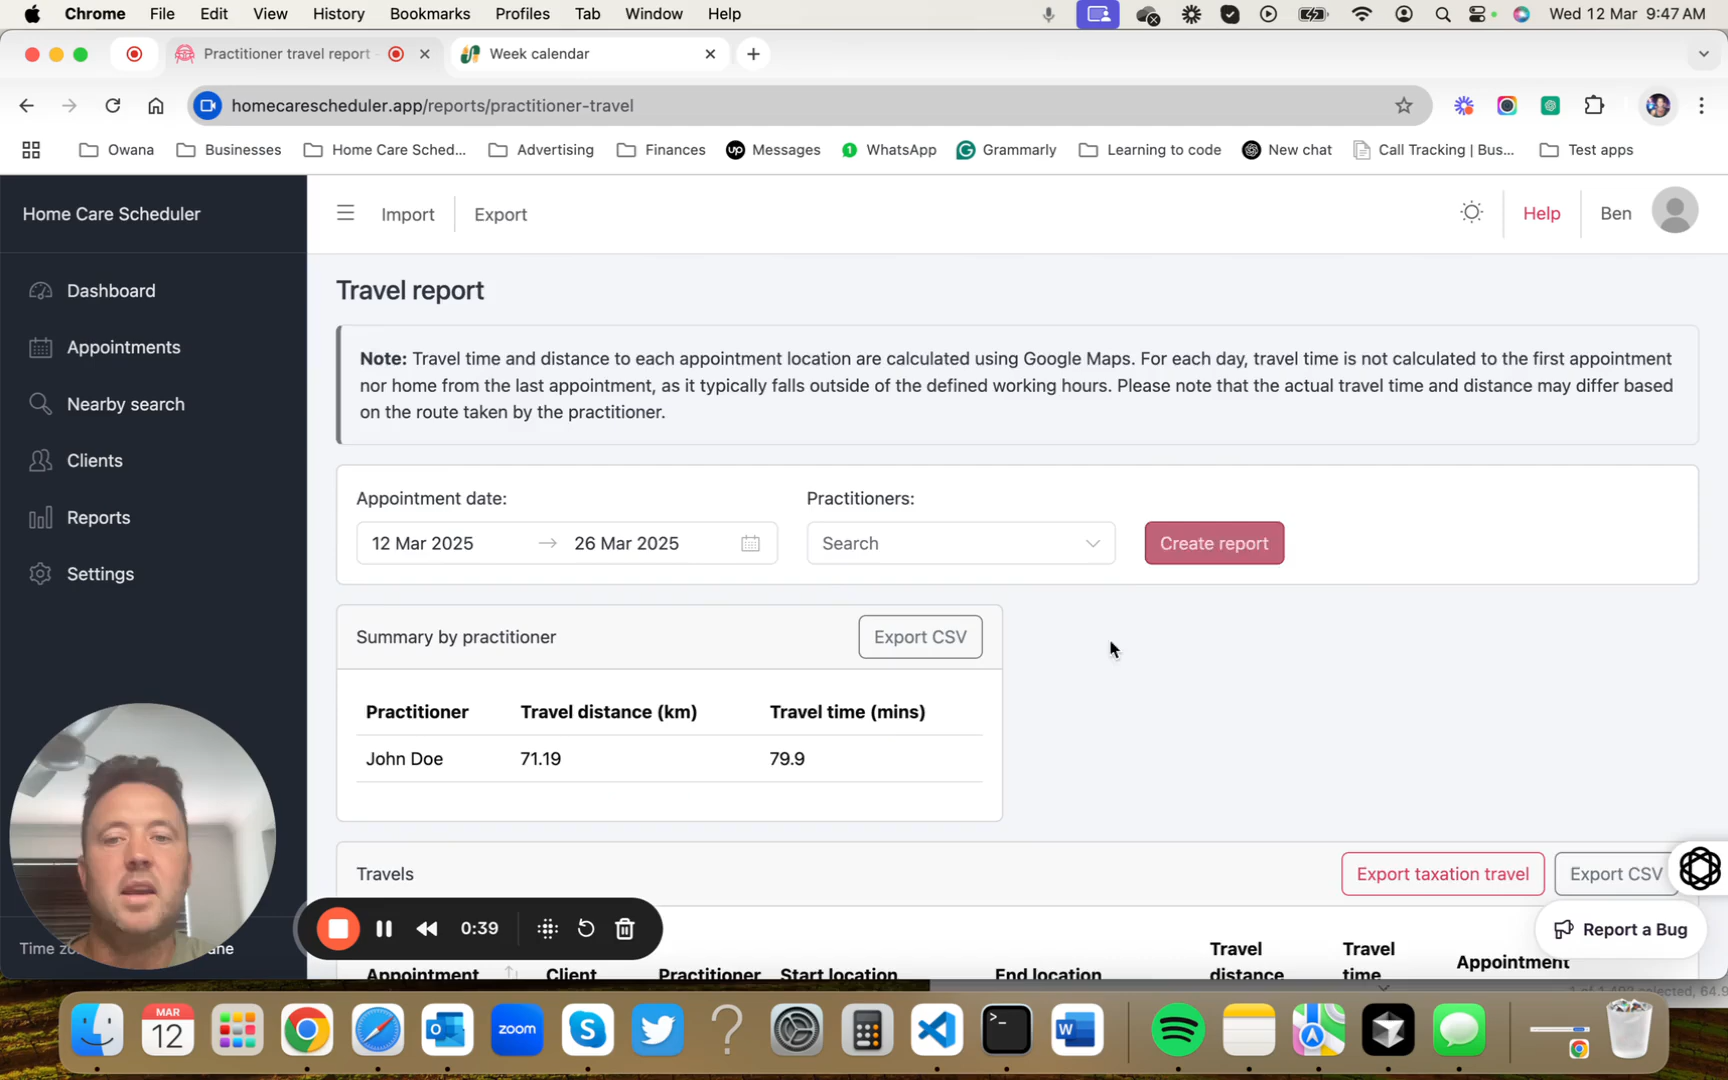 Chrome File Edit View History Bookmarks Profiles Tab Window Help Wed 12 Mar 9:47 AM
Practitioner travel report -
Week calendar
homecarescheduler.app/reports/practitioner-travel
Owana Businesses Home Care Sched... Advertising Finances Messages WhatsApp Grammarly Learning to code New chat Call Tracking | Bus... Test apps
Home Care Scheduler
Import Export
Help Ben
Dashboard
Appointments
Nearby search
Clients
Reports
Settings
Travel report
Note: Travel time and distance to each appointment location are calculated using Google Maps. For each day, travel time is not calculated to the first appointment
nor home from the last appointment, as it typically falls outside of the defined working hours. Please note that the actual travel time and distance may differ based
on the route taken by the practitioner.
Appointment date: Practitioners:
12 Mar 2025 26 Mar 2025 Search Create report
Summary by practitioner Export CSV
Practitioner Travel distance (km) Travel time (mins)
John Doe 71.19 79.9
Travels Export taxation travel Export CSV
0:39
Report a Bug
Appointment Client Practitioner Start location End location
Travel
distance
Travel
time
Appointment
zoom
MAR
12